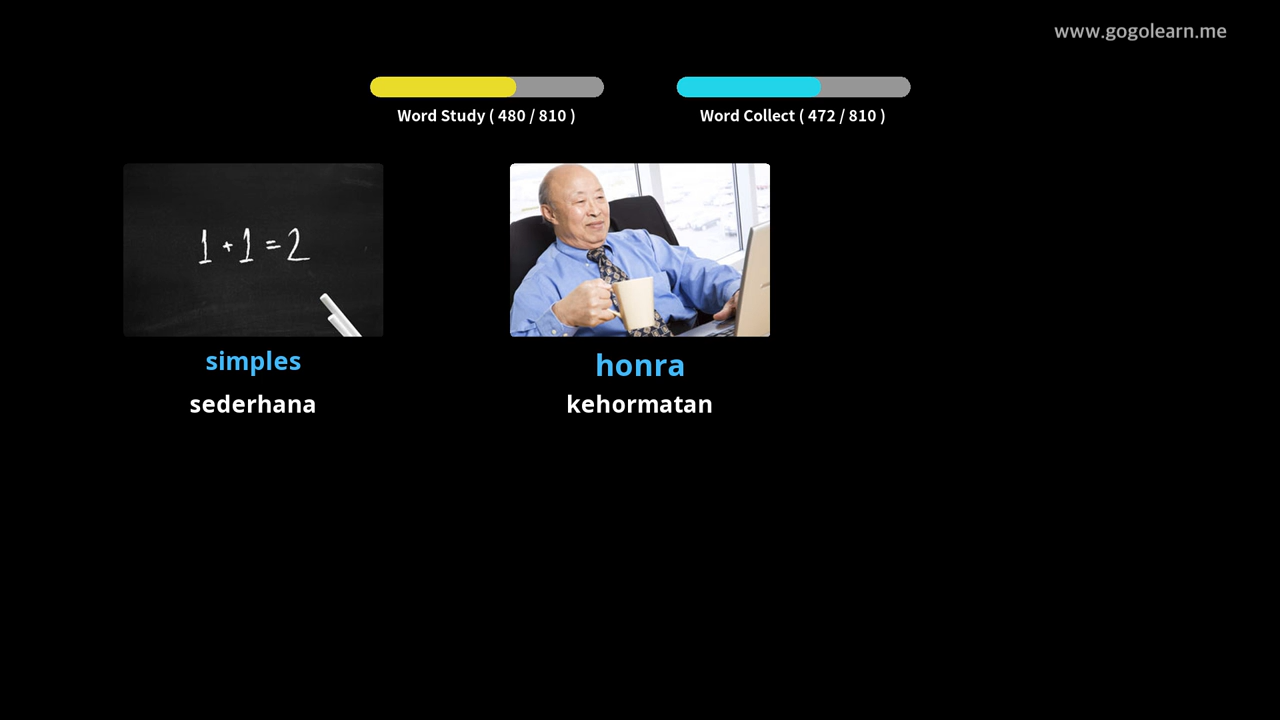 www.gogolearn.me
Word Study ( 480 / 810 )
Word Collect ( 472 / 810 )
1 + 1 = 2
simples
sederhana
honra
kehormatan